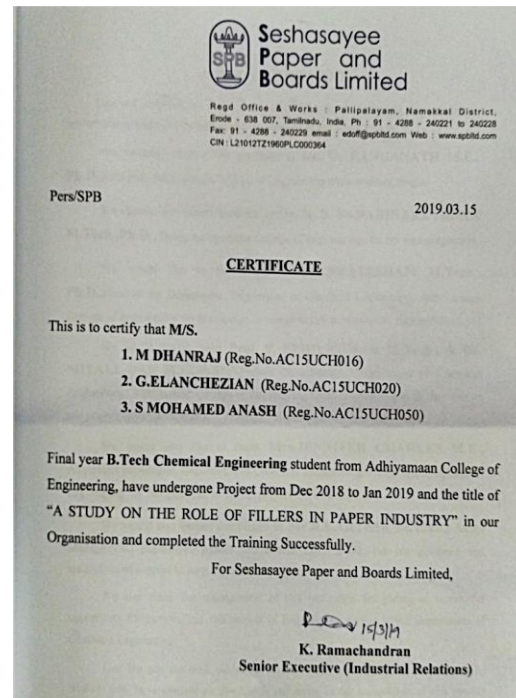 SPB
Seshasayee
Paper and
Boards Limited
Regd Office & Works : Pallipalayam, Namakkal District,
Erode - 638 007, Tamilnadu, India, Ph : 91 - 4288 - 240221 to 240228
Fax: 91 - 4288 - 240229 email : edoff@spbltd.com Web : www.spbltd.com
CIN : L21012TZ1960PLC000364
Pers/SPB
2019.03.15
CERTIFICATE
This is to certify that M/S.
1. M DHANRAJ (Reg.No.AC15UCH016)
2. G.ELANCHEZIAN (Reg.No.AC15UCH020)
3. S MOHAMED ANASH (Reg.No.AC15UCH050)
Final year B.Tech Chemical Engineering student from Adhiyamaan College of
Engineering, have undergone Project from Dec 2018 to Jan 2019 and the title of
“A STUDY ON THE ROLE OF FILLERS IN PAPER INDUSTRY” in our
Organisation and completed the Training Successfully.
For Seshasayee Paper and Boards Limited,
15/3/19
K. Ramachandran
Senior Executive (Industrial Relations)